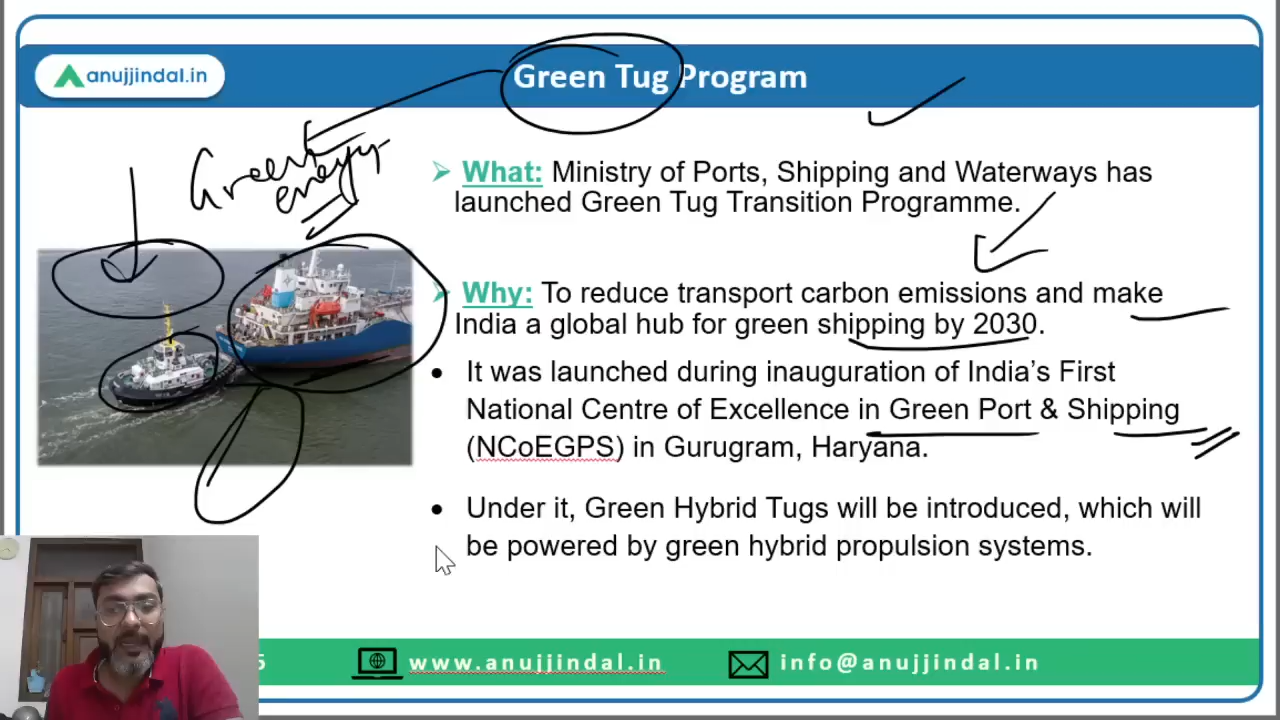 anujjindal.in
Green Tug Program
Green
energy
What: Ministry of Ports, Shipping and Waterways has
launched Green Tug Transition Programme.
Why: To reduce transport carbon emissions and make
India a global hub for green shipping by 2030.
• It was launched during inauguration of India's First
National Centre of Excellence in Green Port & Shipping
(NCoEGPS) in Gurugram, Haryana.
• Under it, Green Hybrid Tugs will be introduced, which will
be powered by green hybrid propulsion systems.
www.anujjindal.in
info@anujjindal.in